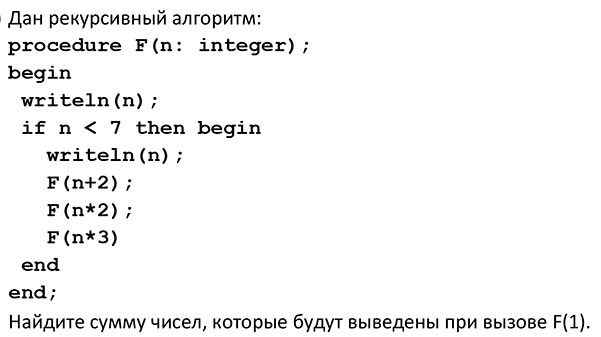 ) Дан рекурсивный алгоритм:
procedure F(n: integer);
begin
writeln(n);
if n < 7 then begin
writeln(n);
F(n+2);
F(n*2);
F(n*3)
end
end;
Найдите сумму чисел, которые будут выведены при вызове F(1).